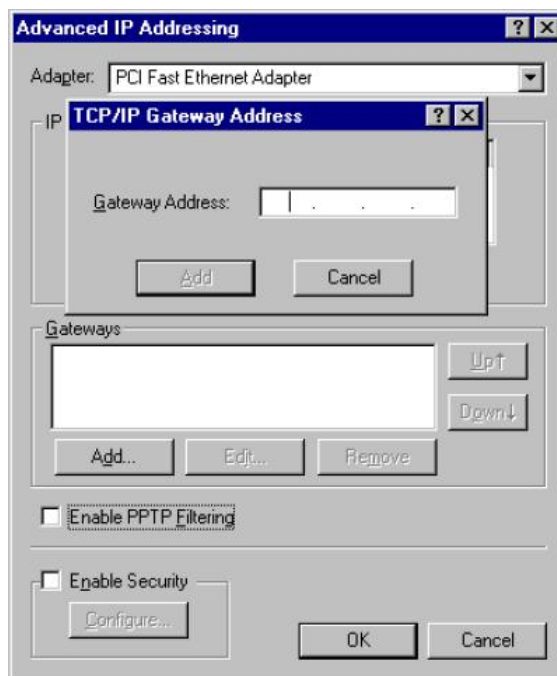 Advanced IP Addressing
Adapter: PCI Fast Ethernet Adapter
IP
TCP/IP Gateway Address
Gateway Address: . . .
Add Cancel
Gateways
Up↑
Down↓
Add... Edit... Remove
Enable PPTP Filtering
Enable Security
Configure...
OK Cancel